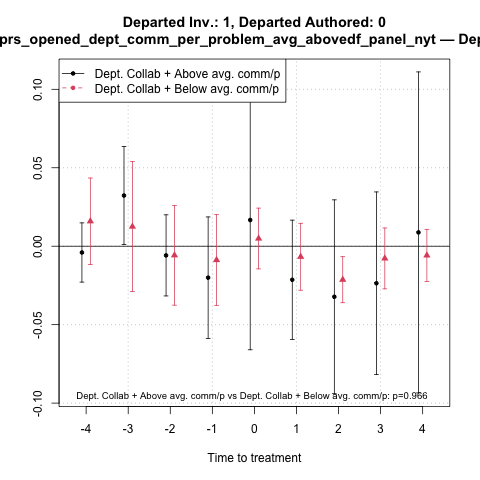 Departed Inv.: 1, Departed Authored: 0
prs_opened_dept_comm_per_problem_avg_abovedf_panel_nyt — Dep
Dept. Collab + Above avg. comm/p
Dept. Collab + Below avg. comm/p
0.10
0.05
0.00
-0.05
-0.10
Dept. Collab + Above avg. comm/p vs Dept. Collab + Below avg. comm/p: p=0.966
-4 -3 -2 -1 0 1 2 3 4
Time to treatment